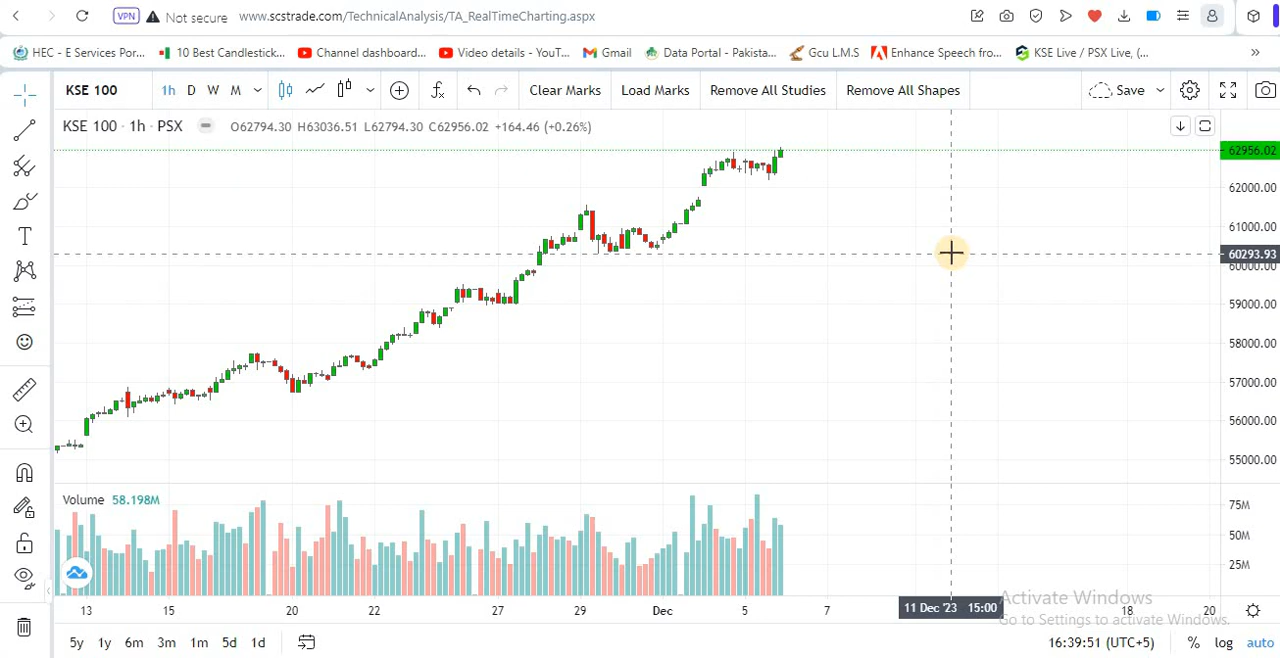 VPN Not secure www.scstrade.com/TechnicalAnalysis/TA_RealTimeCharting.aspx
HEC - E Services Por... 10 Best Candlestick... Channel dashboard... Video details - YouT... Gmail Data Portal - Pakista... Gcu L.M.S Enhance Speech fro... KSE Live / PSX Live, (... »
KSE 100 1h D W M Clear Marks Load Marks Remove All Studies Remove All Shapes Save
KSE 100 · 1h · PSX O62794.30 H63036.51 L62794.30 C62956.02 +164.46 (+0.26%)
62956.02
62000.00
61000.00
60293.93
60000.00
59000.00
58000.00
57000.00
56000.00
55000.00
Volume 58.198M
75M
50M
25M
13 15 20 22 27 29 Dec 5 7 11 Dec '23 15:00 18 20
Activate Windows
Go to Settings to activate Windows.
5y 1y 6m 3m 1m 5d 1d 16:39:51 (UTC+5) % log auto